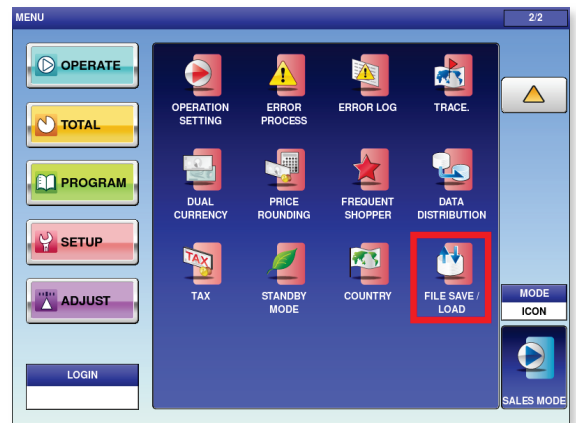 MENU
2/2
OPERATE
TOTAL
PROGRAM
SETUP
ADJUST
LOGIN
OPERATION
SETTING
ERROR
PROCESS
ERROR LOG
TRACE.
DUAL
CURRENCY
PRICE
ROUNDING
FREQUENT
SHOPPER
DATA
DISTRIBUTION
TAX
TAX
STANDBY
MODE
COUNTRY
FILE SAVE /
LOAD
MODE
ICON
SALES MODE